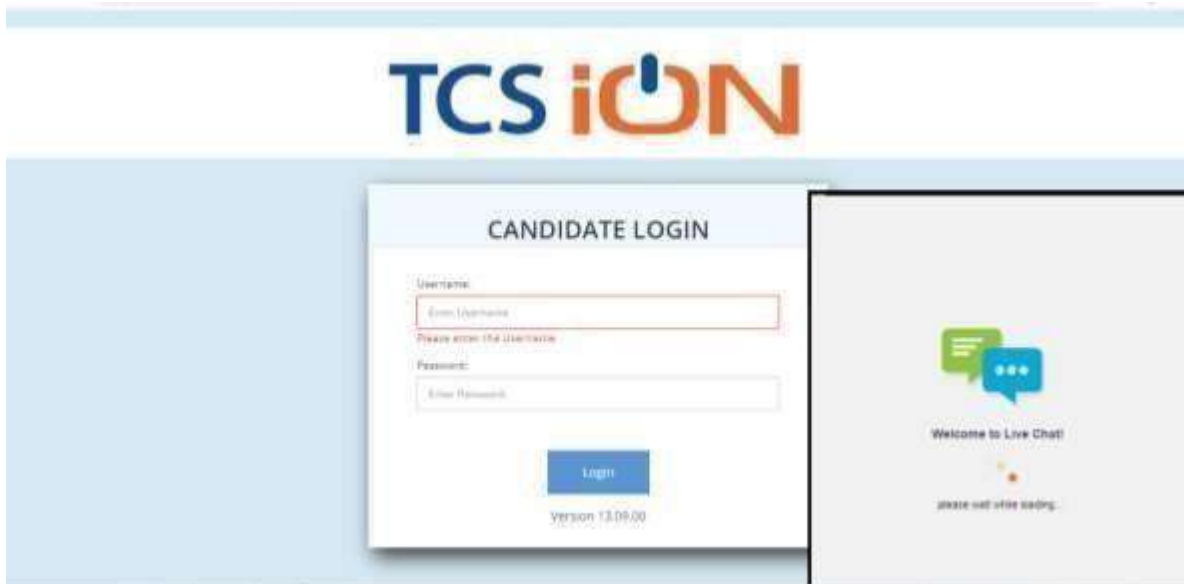 TCS iON
CANDIDATE LOGIN
Username:
Enter Username
Please enter the Username
Password:
Enter Password
Login
Version 13.09.00
Welcome to Live Chat!
please wait while loading..